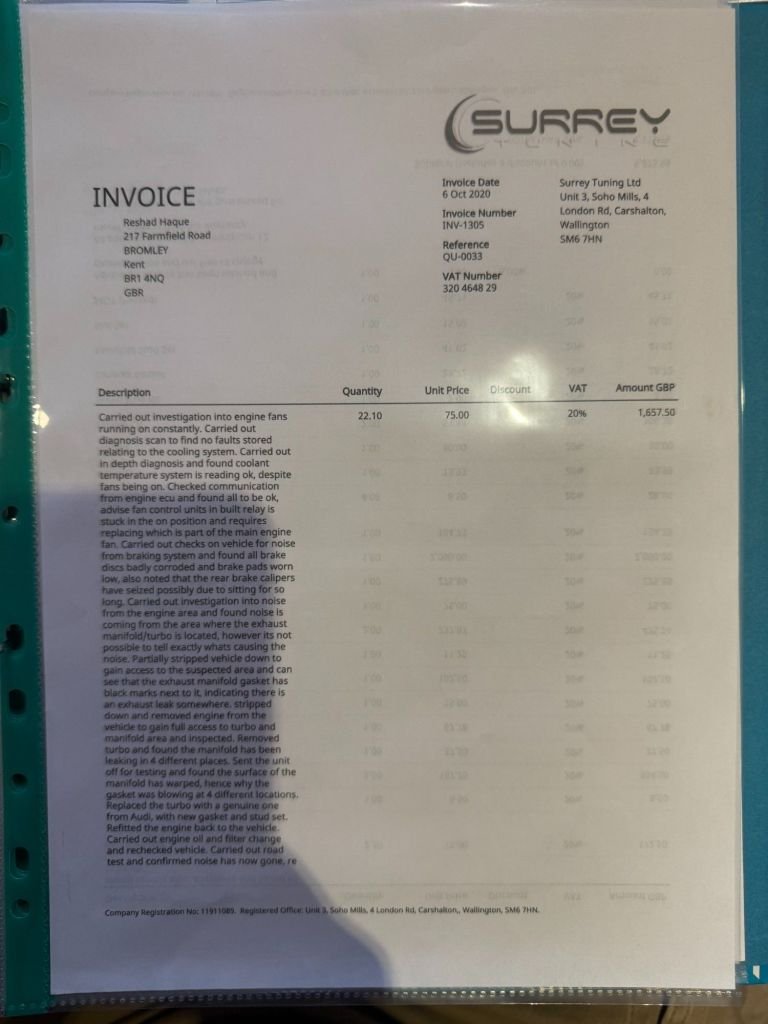 SURREY
TUNING
INVOICE
Reshad Haque
217 Farmfield Road
BROMLEY
Kent
BR1 4NQ
GBR
Invoice Date
6 Oct 2020
Invoice Number
INV-1305
Reference
QU-0033
VAT Number
320 4648 29
Surrey Tuning Ltd
Unit 3, Soho Mills, 4
London Rd, Carshalton,
Wallington
SM6 7HN
Description Quantity Unit Price Discount VAT Amount GBP
Carried out investigation into engine fans 22.10 75.00 20% 1,657.50
running on constantly. Carried out
diagnosis scan to find no faults stored
relating to the cooling system. Carried out
in depth diagnosis and found coolant
temperature system is reading ok, despite
fans being on. Checked communication
from engine ecu and found all to be ok,
advise fan control units in built relay is
stuck in the on position and requires
replacing which is part of the main engine
fan. Carried out checks on vehicle for noise
from braking system and found all brake
discs badly corroded and brake pads worn
low, also noted that the rear brake calipers
have seized possibly due to sitting for so
long. Carried out investigation into noise
from the engine area and found noise is
coming from the area where the exhaust
manifold/turbo is located, however its not
possible to tell exactly whats causing the
noise. Partially stripped vehicle down to
gain access to the suspected area and can
see that the exhaust manifold gasket has
black marks next to it, indicating there is
an exhaust leak somewhere. stripped
down and removed engine from the
vehicle to gain full access to turbo and
manifold area and inspected. Removed
turbo and found the manifold has been
leaking in 4 different places. Sent the unit
off for testing and found the surface of the
manifold has warped, hence why the
gasket was blowing at 4 different locations.
Replaced the turbo with a genuine one
from Audi, with new gasket and stud set.
Refitted the engine back to the vehicle.
Carried out engine oil and filter change
and rechecked vehicle. Carried out road
test and confirmed noise has now gone, re
Company Registration No: 11911089. Registered Office: Unit 3, Soho Mills, 4 London Rd, Carshalton,, Wallington, SM6 7HN.